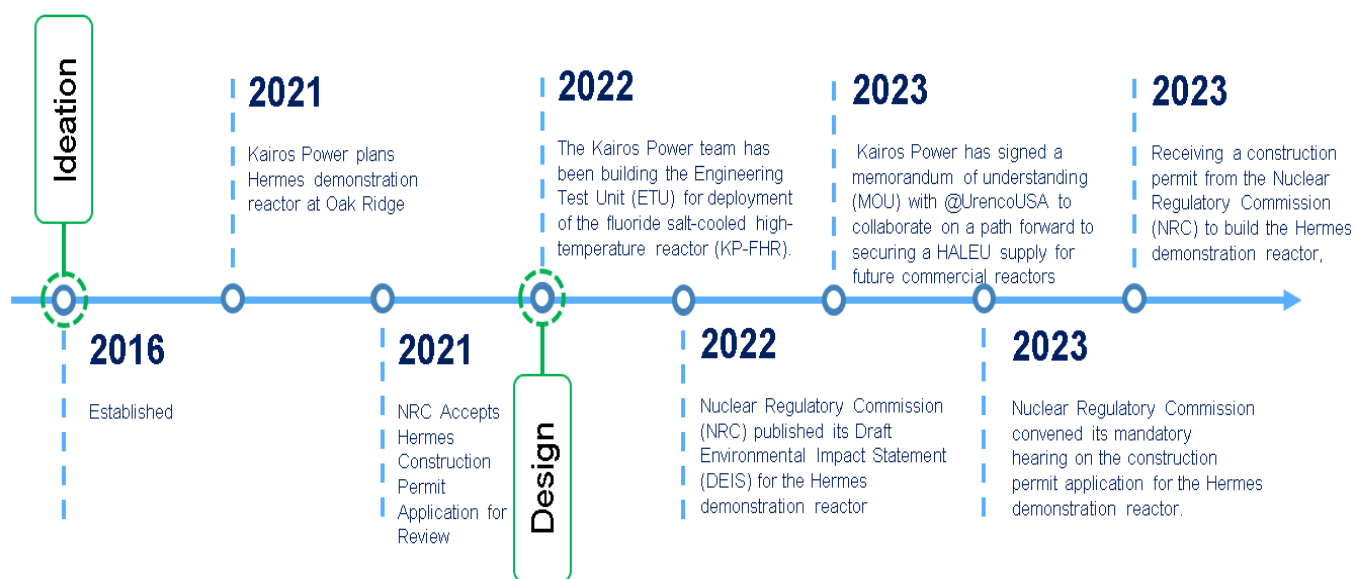 Ideation
2021
Kairos Power plans
Hermes demonstration
reactor at Oak Ridge
2022
The Kairos Power team has
been building the Engineering
Test Unit (ETU) for deployment
of the fluoride salt-cooled high-
temperature reactor (KP-FHR).
2023
Kairos Power has signed a
memorandum of understanding
(MOU) with @UrencoUSA to
collaborate on a path forward to
securing a HALEU supply for
future commercial reactors
2023
Receiving a construction
permit from the Nuclear
Regulatory Commission
(NRC) to build the Hermes
demonstration reactor,
2016
Established
2021
NRC Accepts
Hermes
Construction
Permit
Application for
Review
Design
2022
Nuclear Regulatory Commission
(NRC) published its Draft
Environmental Impact Statement
(DEIS) for the Hermes
demonstration reactor
2023
Nuclear Regulatory Commission
convened its mandatory
hearing on the construction
permit application for the Hermes
demonstration reactor.